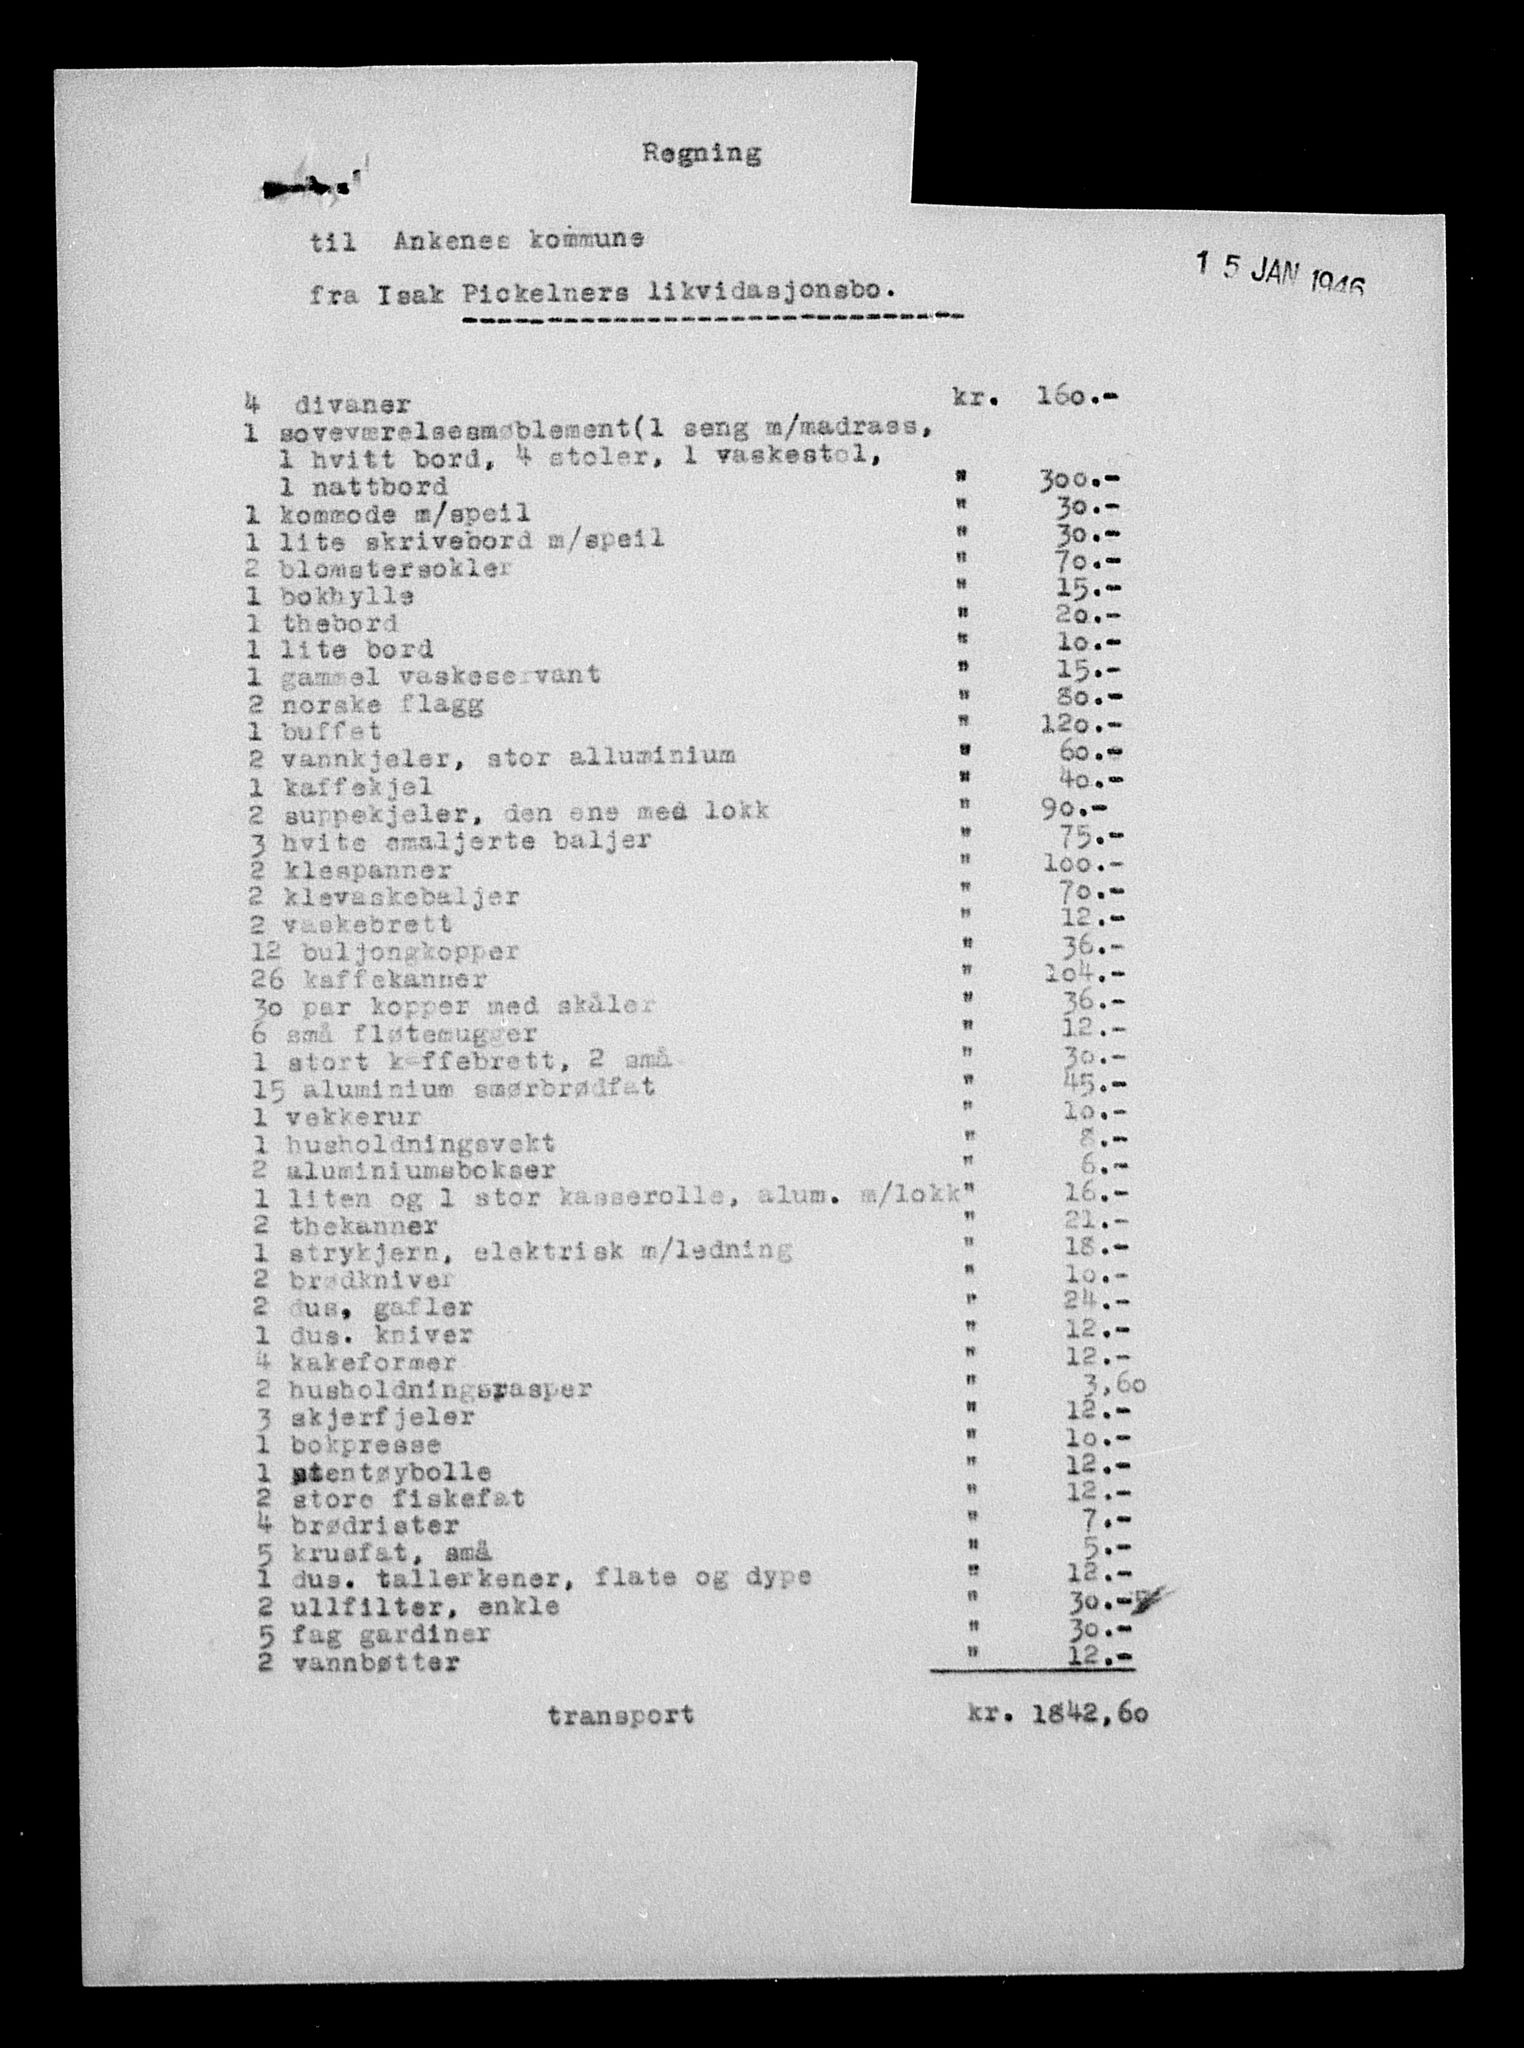 Regning
til Ankenes kommune
15 JAN 1946
fra Isak Pickelners likvidasjonsbo.
4 divaner kr. 160.-
1 soveværelsesmøblement(1 seng m/madrass,
1 hvitt bord, 4 stoler, 1 vaskestol,
1 nattbord " 300.-
1 kommode m/speil " 30.-
1 lite skrivebord m/speil " 30.-
2 blomstersokler " 70.-
1 bokhylle " 15.-
1 thebord " 20.-
1 lite bord " 10.-
1 gammel vaskeservant " 15.-
2 norske flagg " 80.-
1 buffet " 120.-
2 vannkjeler, stor alluminium " 60.-
1 kaffekjel " 40.-
2 suppekjeler, den ene med lokk " 90.-
3 hvite emaljerte baljer " 75.-
2 klespanner " 100.-
2 klevaskebaljer " 70.-
2 vaskebrett " 12.-
12 buljongkopper " 36.-
26 kaffekanner " 104.-
30 par kopper med skåler " 36.-
6 små fløtemugger " 12.-
1 stort kaffebrett, 2 små " 30.-
15 aluminium smørbrødfat " 45.-
1 vekkerur " 10.-
1 husholdningsvekt " 8.-
2 aluminiumsbokser " 6.-
1 liten og 1 stor kasserolle, alum. m/lokk " 16.-
2 thekanner " 21.-
1 strykjern, elektrisk m/ledning " 18.-
2 brødkniver " 10.-
2 dus, gafler " 24.-
1 dus. kniver " 12.-
4 kakeformer " 12.-
2 husholdningsrasper " 3,60
3 skjerfjeler " 12.-
1 bokpresse " 10.-
1 stentøybolle " 12.-
2 store fiskefat " 12.-
4 brødrister " 7.-
5 krusfat, små " 5.-
1 dus. tallerkener, flate og dype " 12.-
2 ullfilter, enkle " 30.-
5 fag gardiner " 30.-
2 vannbøtter " 12.-
transport kr. 1842,60